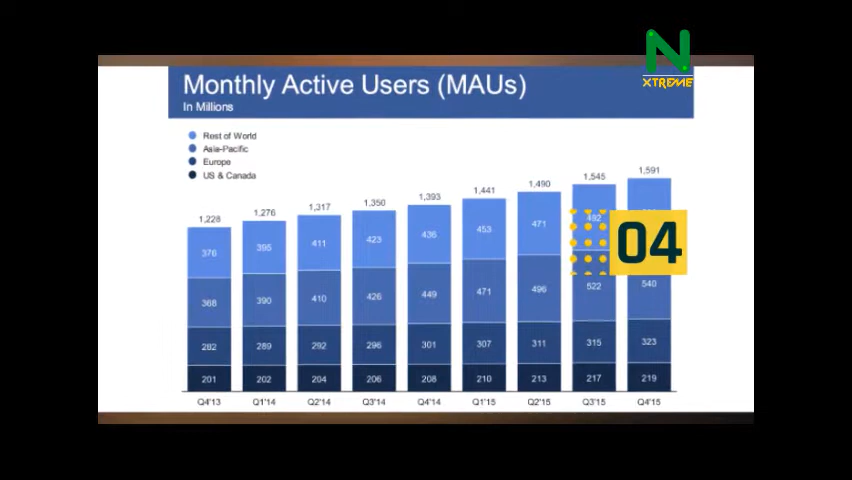 N
XTREME
Monthly Active Users (MAUs)
In Millions
Rest of World
Asia-Pacific
Europe
US & Canada
1,228 1,276 1,317 1,350 1,393 1,441 1,490 1,545 1,591
376 395 411 423 436 453 471 492
04
368 390 410 426 449 471 496 522 540
282 289 292 296 301 307 311 315 323
201 202 204 206 208 210 213 217 219
Q4'13 Q1'14 Q2'14 Q3'14 Q4'14 Q1'15 Q2'15 Q3'15 Q4'15